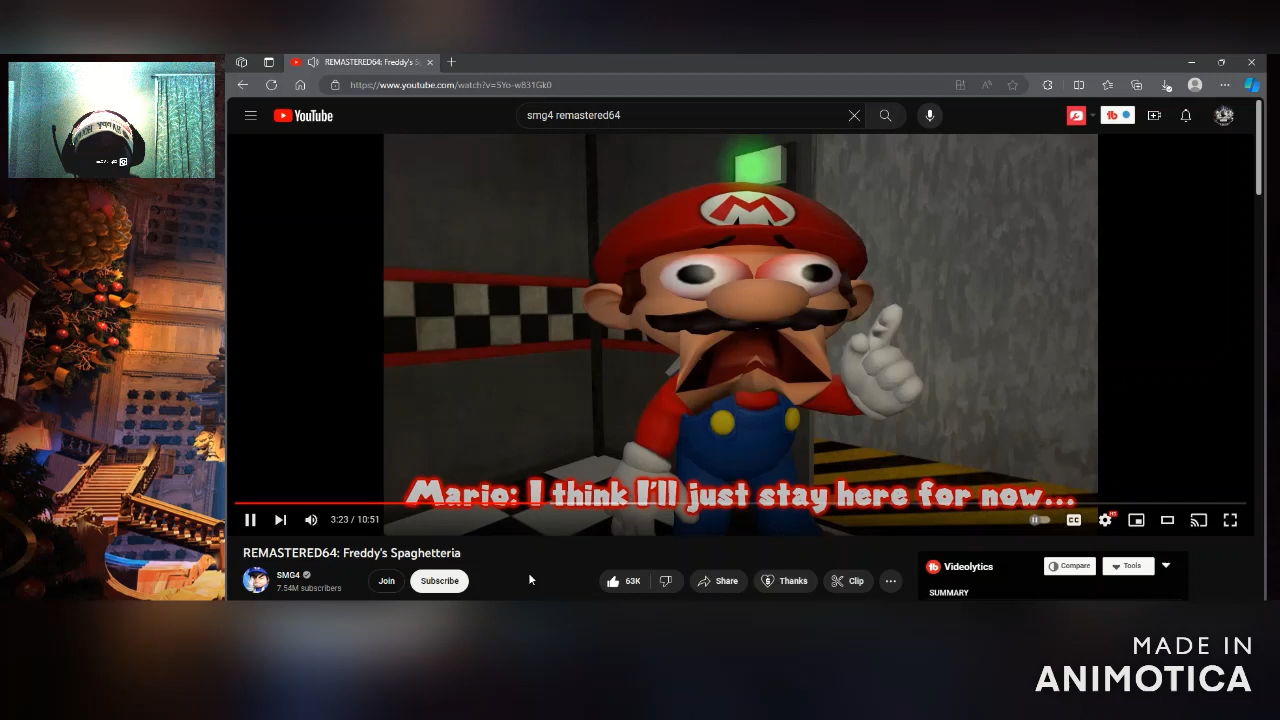 REMASTERED64: Freddy's S
https://www.youtube.com/watch?v=5Yo-w831Gk0
YouTube
smg4 remastered64
M
Mario: I think I'll just stay here for now...
3:23 / 10:51
CC
REMASTERED64: Freddy's Spaghetteria
SMG4
7.54M subscribers
Join
Subscribe
63K
Share
Thanks
Clip
Videolytics
Compare
Tools
SUMMARY
MADE IN
ANIMOTICA